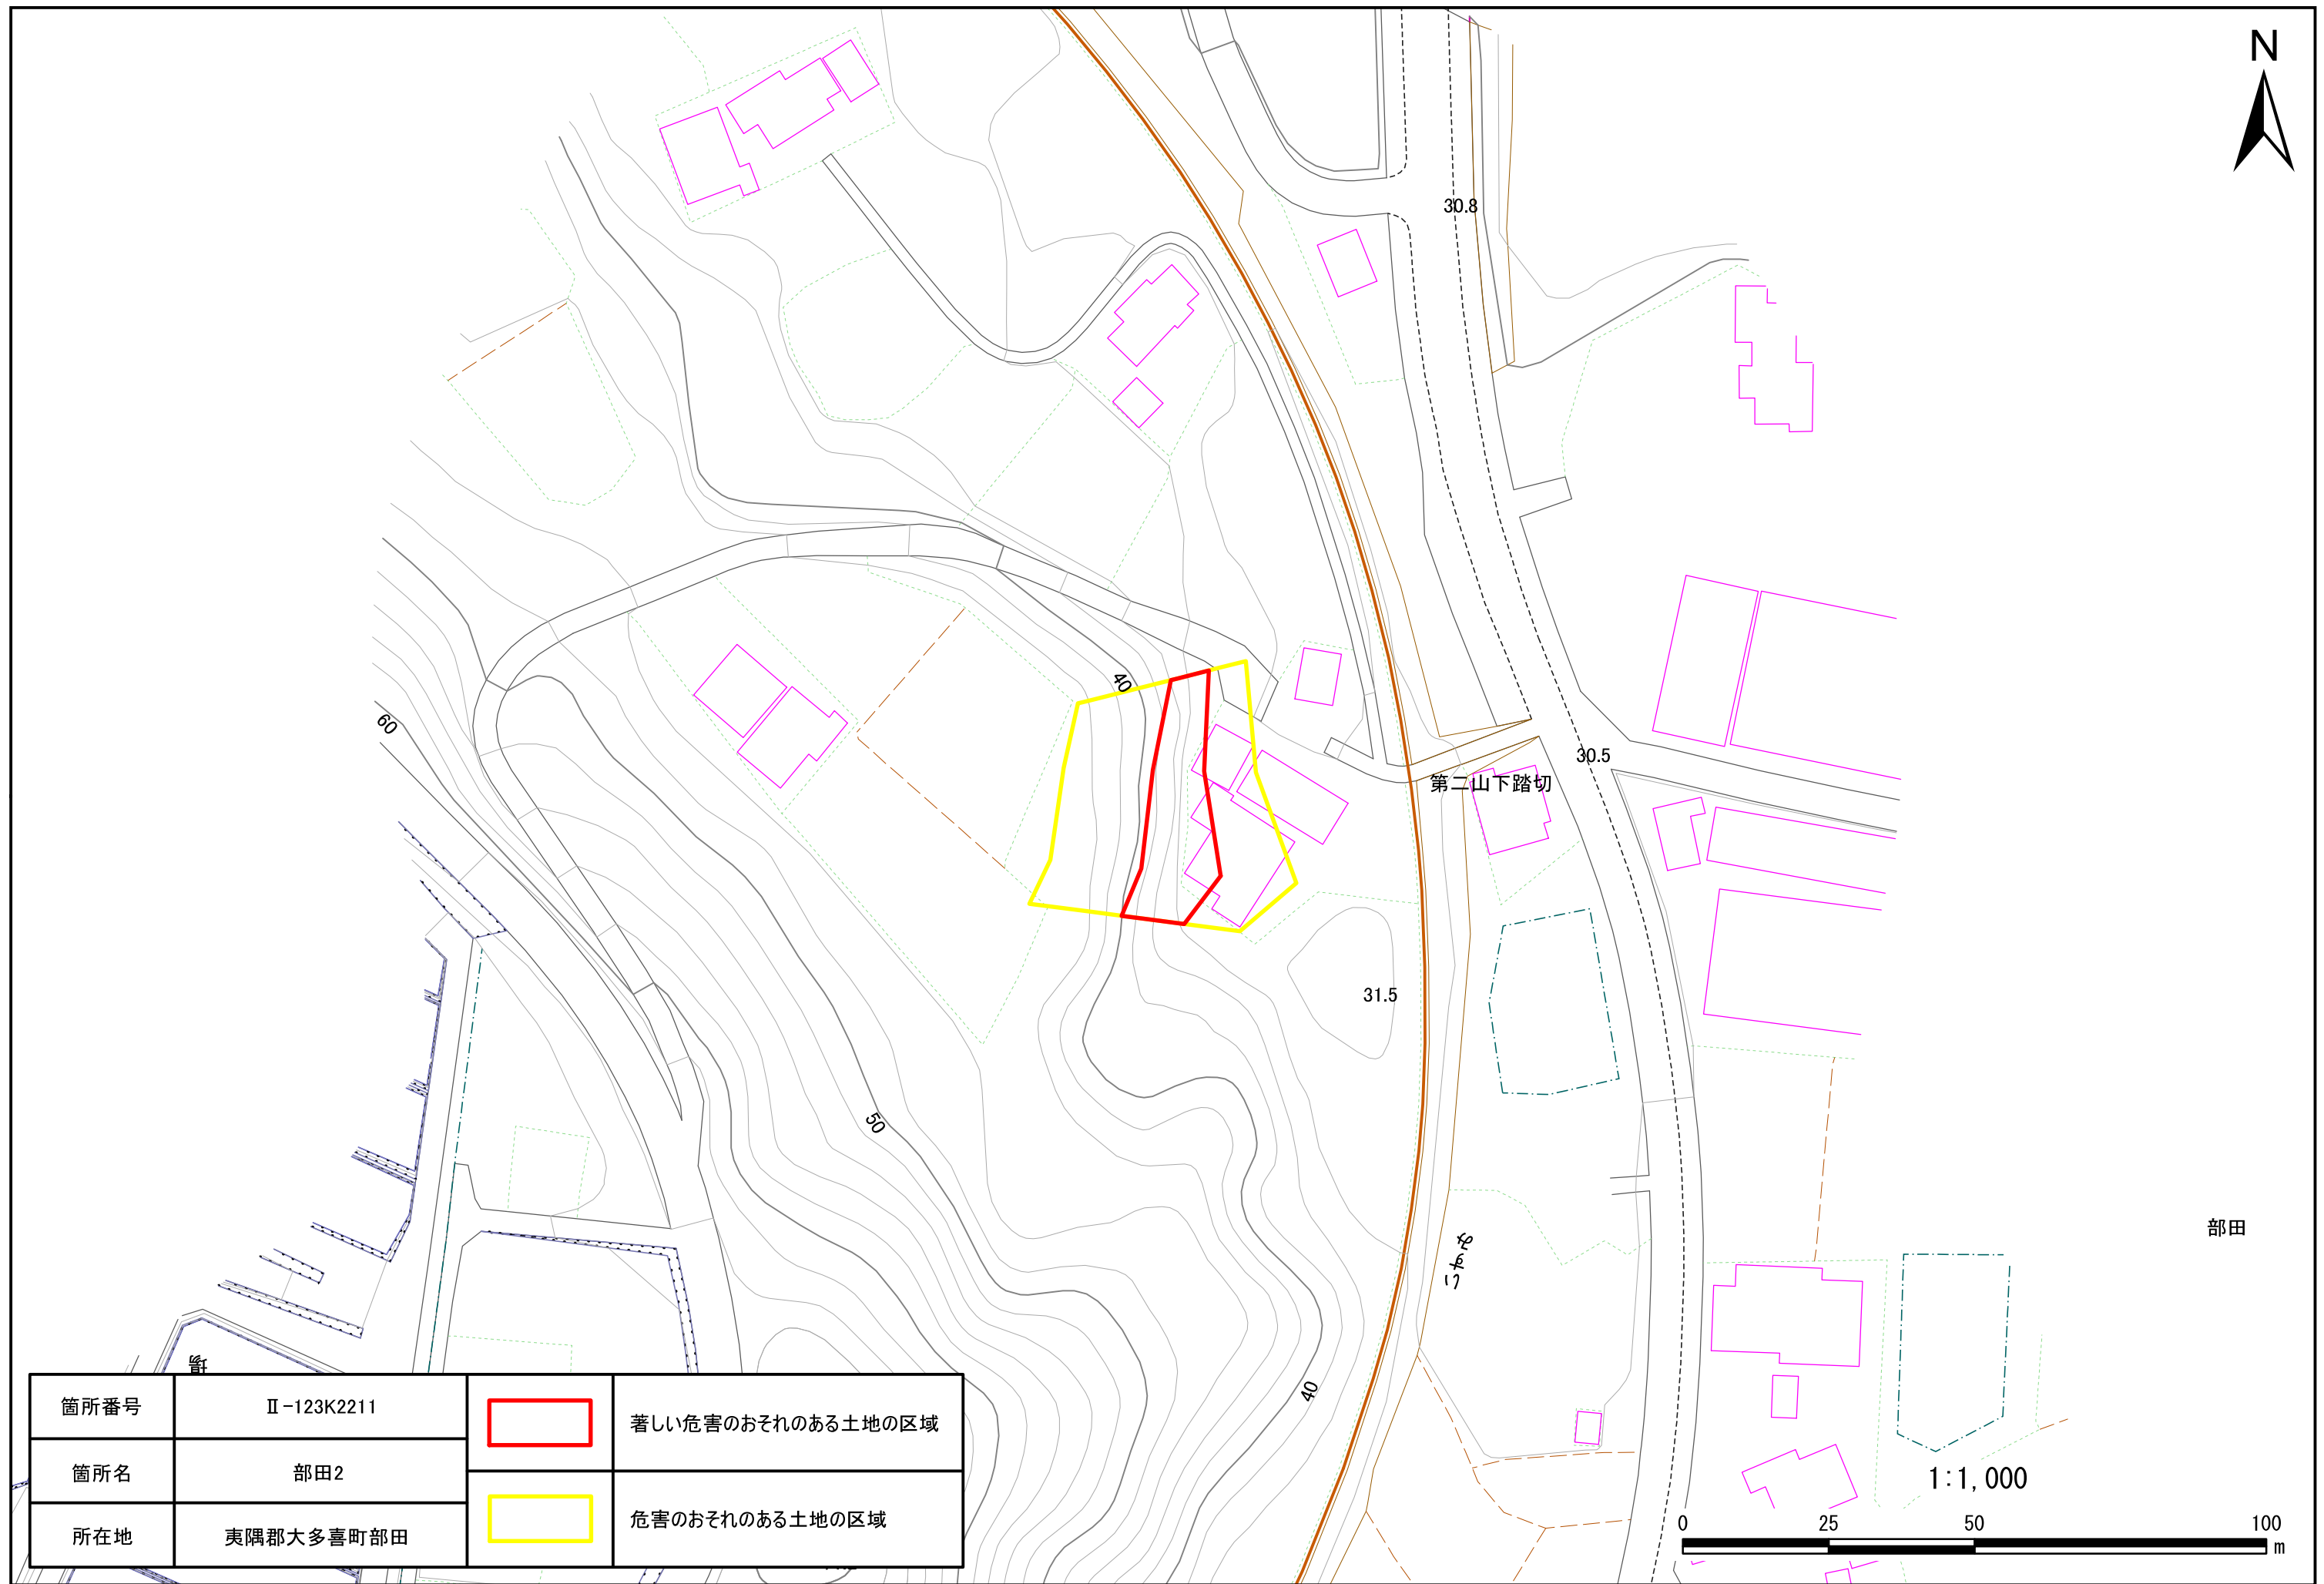 N
30.8
40
60
30.5
第二山下踏切
31.5
50
こ线や
部田
40
箇所番号 Ⅱ-123K2211
箇所名 部田2
所在地 夷隅郡大多喜町部田
著しい危害のおそれのある土地の区域
危害のおそれのある土地の区域
1:1,000
0 25 50 100
m